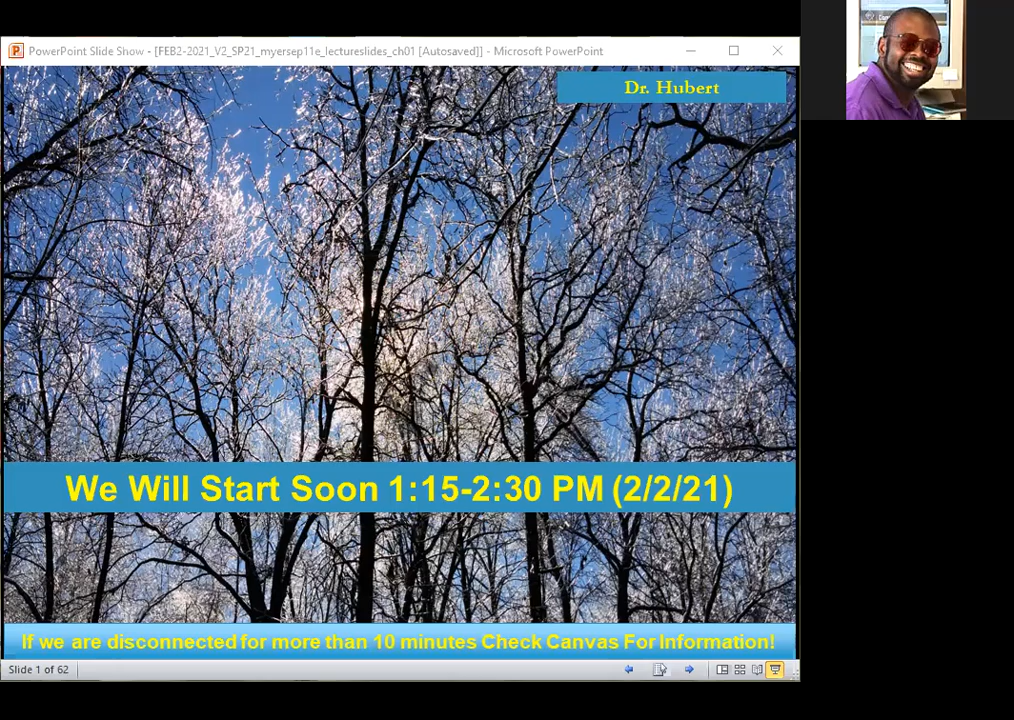 PowerPoint Slide Show - [FEB2-2021_V2_SP21_myersep11e_lectureslides_ch01 [Autosaved]] - Microsoft PowerPoint
Dr. Hubert
We Will Start Soon 1:15-2:30 PM (2/2/21)
If we are disconnected for more than 10 minutes Check Canvas For Information!
Slide 1 of 62